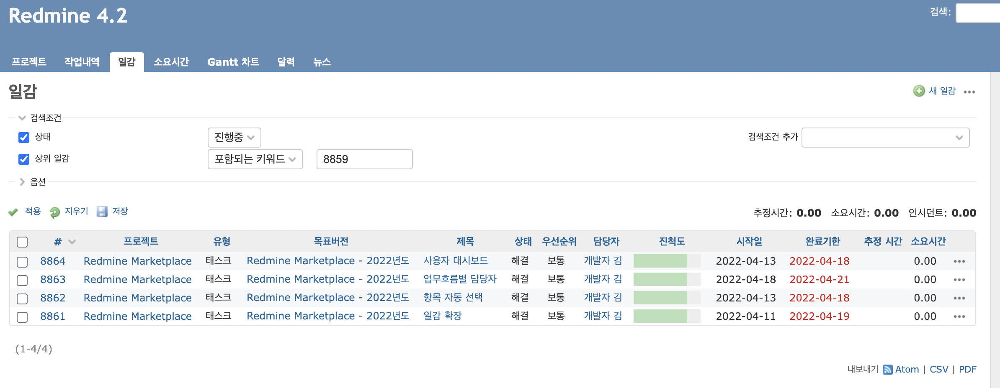 Redmine 4.2
검색:
프로젝트 작업내역 일감 소요시간 Gantt 차트 달력 뉴스
일감
새 일감
검색조건
상태 진행중 검색조건 추가
상위 일감 포함되는 키워드 8859
옵션
적용 지우기 저장
추정시간: 0.00 소요시간: 0.00 인시던트: 0.00
# 프로젝트 유형 목표버전 제목 상태 우선순위 담당자 진척도 시작일 완료기한 추정 시간 소요시간
8864 Redmine Marketplace 태스크 Redmine Marketplace - 2022년도 사용자 대시보드 해결 보통 개발자 김 2022-04-13 2022-04-18 0.00
8863 Redmine Marketplace 태스크 Redmine Marketplace - 2022년도 업무흐름별 담당자 해결 보통 개발자 김 2022-04-18 2022-04-21 0.00
8862 Redmine Marketplace 태스크 Redmine Marketplace - 2022년도 항목 자동 선택 해결 보통 개발자 김 2022-04-13 2022-04-18 0.00
8861 Redmine Marketplace 태스크 Redmine Marketplace - 2022년도 일감 확장 해결 보통 개발자 김 2022-04-11 2022-04-19 0.00
(1-4/4)
내보내기 Atom | CSV | PDF